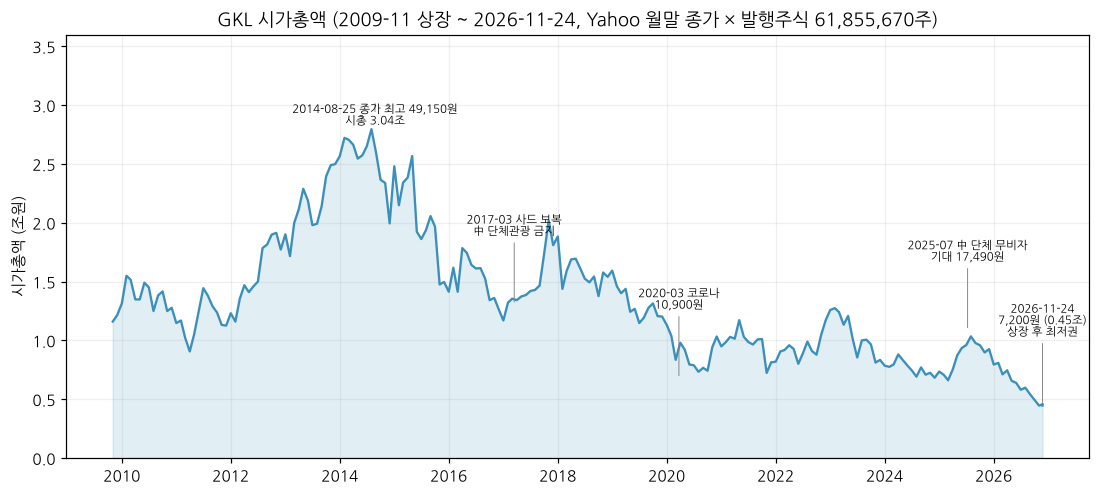 GKL 시가총액 (2009-11 상장 ~ 2026-11-24, Yahoo 월말 종가 × 발행주식 61,855,670주)
시가총액 (조원)
3.5
3.0
2.5
2.0
1.5
1.0
0.5
0.0
2014-08-25 종가 최고 49,150원
시총 3.04조
2017-03 사드 보복
中 단체관광 금지
2020-03 코로나
10,900원
2025-07 中 단체 무비자
기대 17,490원
2026-11-24
7,200원 (0.45조)
상장 후 최저권
2010
2012
2014
2016
2018
2020
2022
2024
2026